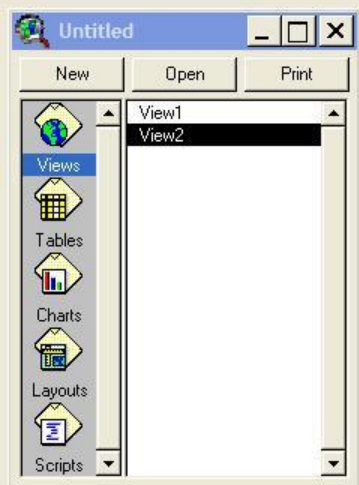 Untitled
New Open Print
View1
View2
Views
Tables
Charts
Layouts
Scripts